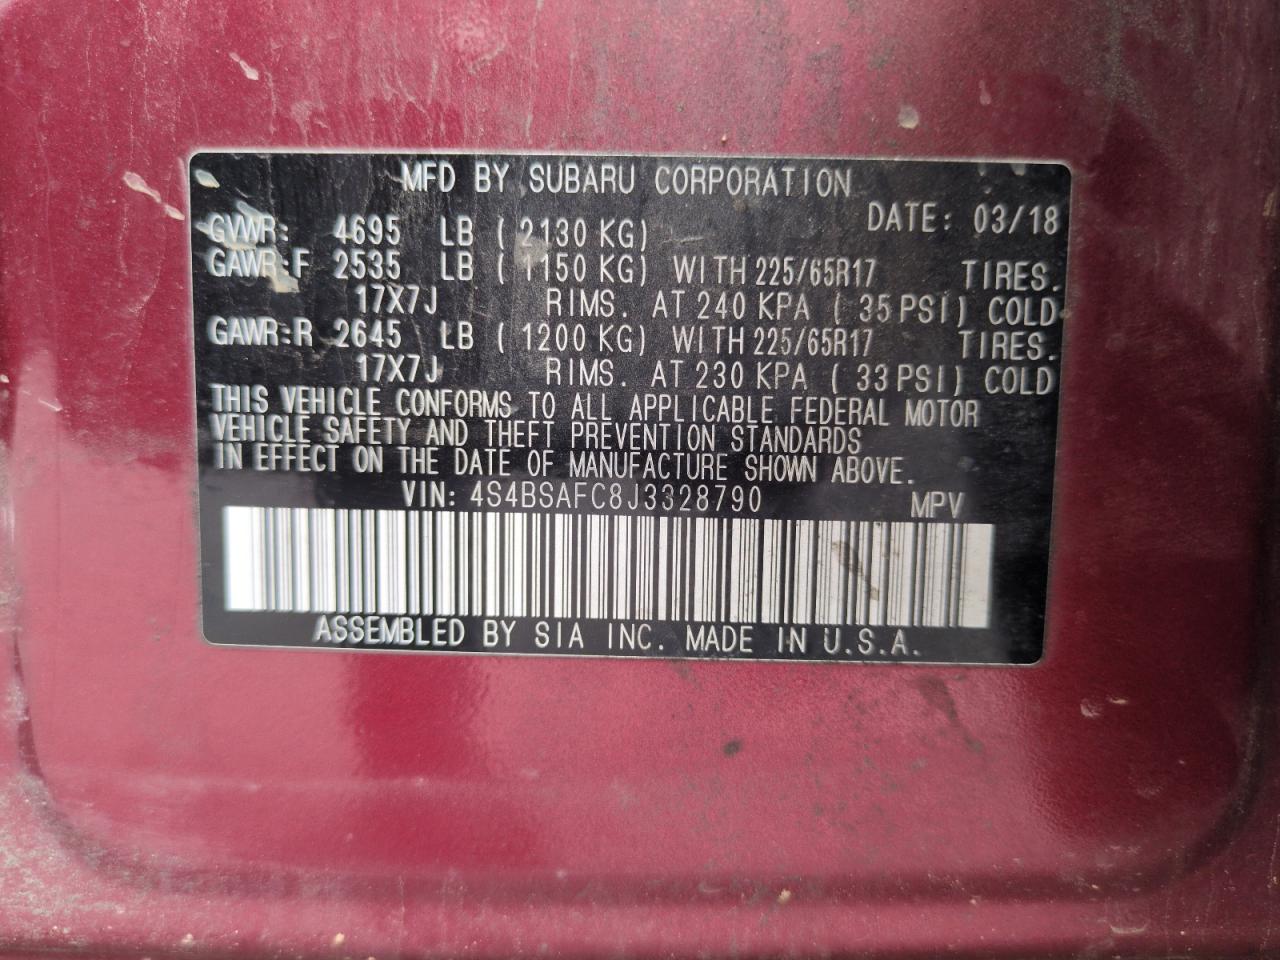 MFD BY SUBARU CORPORATION
DATE: 03/18
GVWR: 4695 LB ( 2130 KG)
GAWR:F 2535 LB ( 1150 KG) WITH 225/65R17 TIRES.
17X7J RIMS. AT 240 KPA ( 35 PSI) COLD
GAWR:R 2645 LB ( 1200 KG) WITH 225/65R17 TIRES.
17X7J RIMS. AT 230 KPA ( 33 PSI) COLD
THIS VEHICLE CONFORMS TO ALL APPLICABLE FEDERAL MOTOR
VEHICLE SAFETY AND THEFT PREVENTION STANDARDS
IN EFFECT ON THE DATE OF MANUFACTURE SHOWN ABOVE.
VIN: 4S4BSAFC8J3328790 MPV
ASSEMBLED BY SIA INC. MADE IN U.S.A.